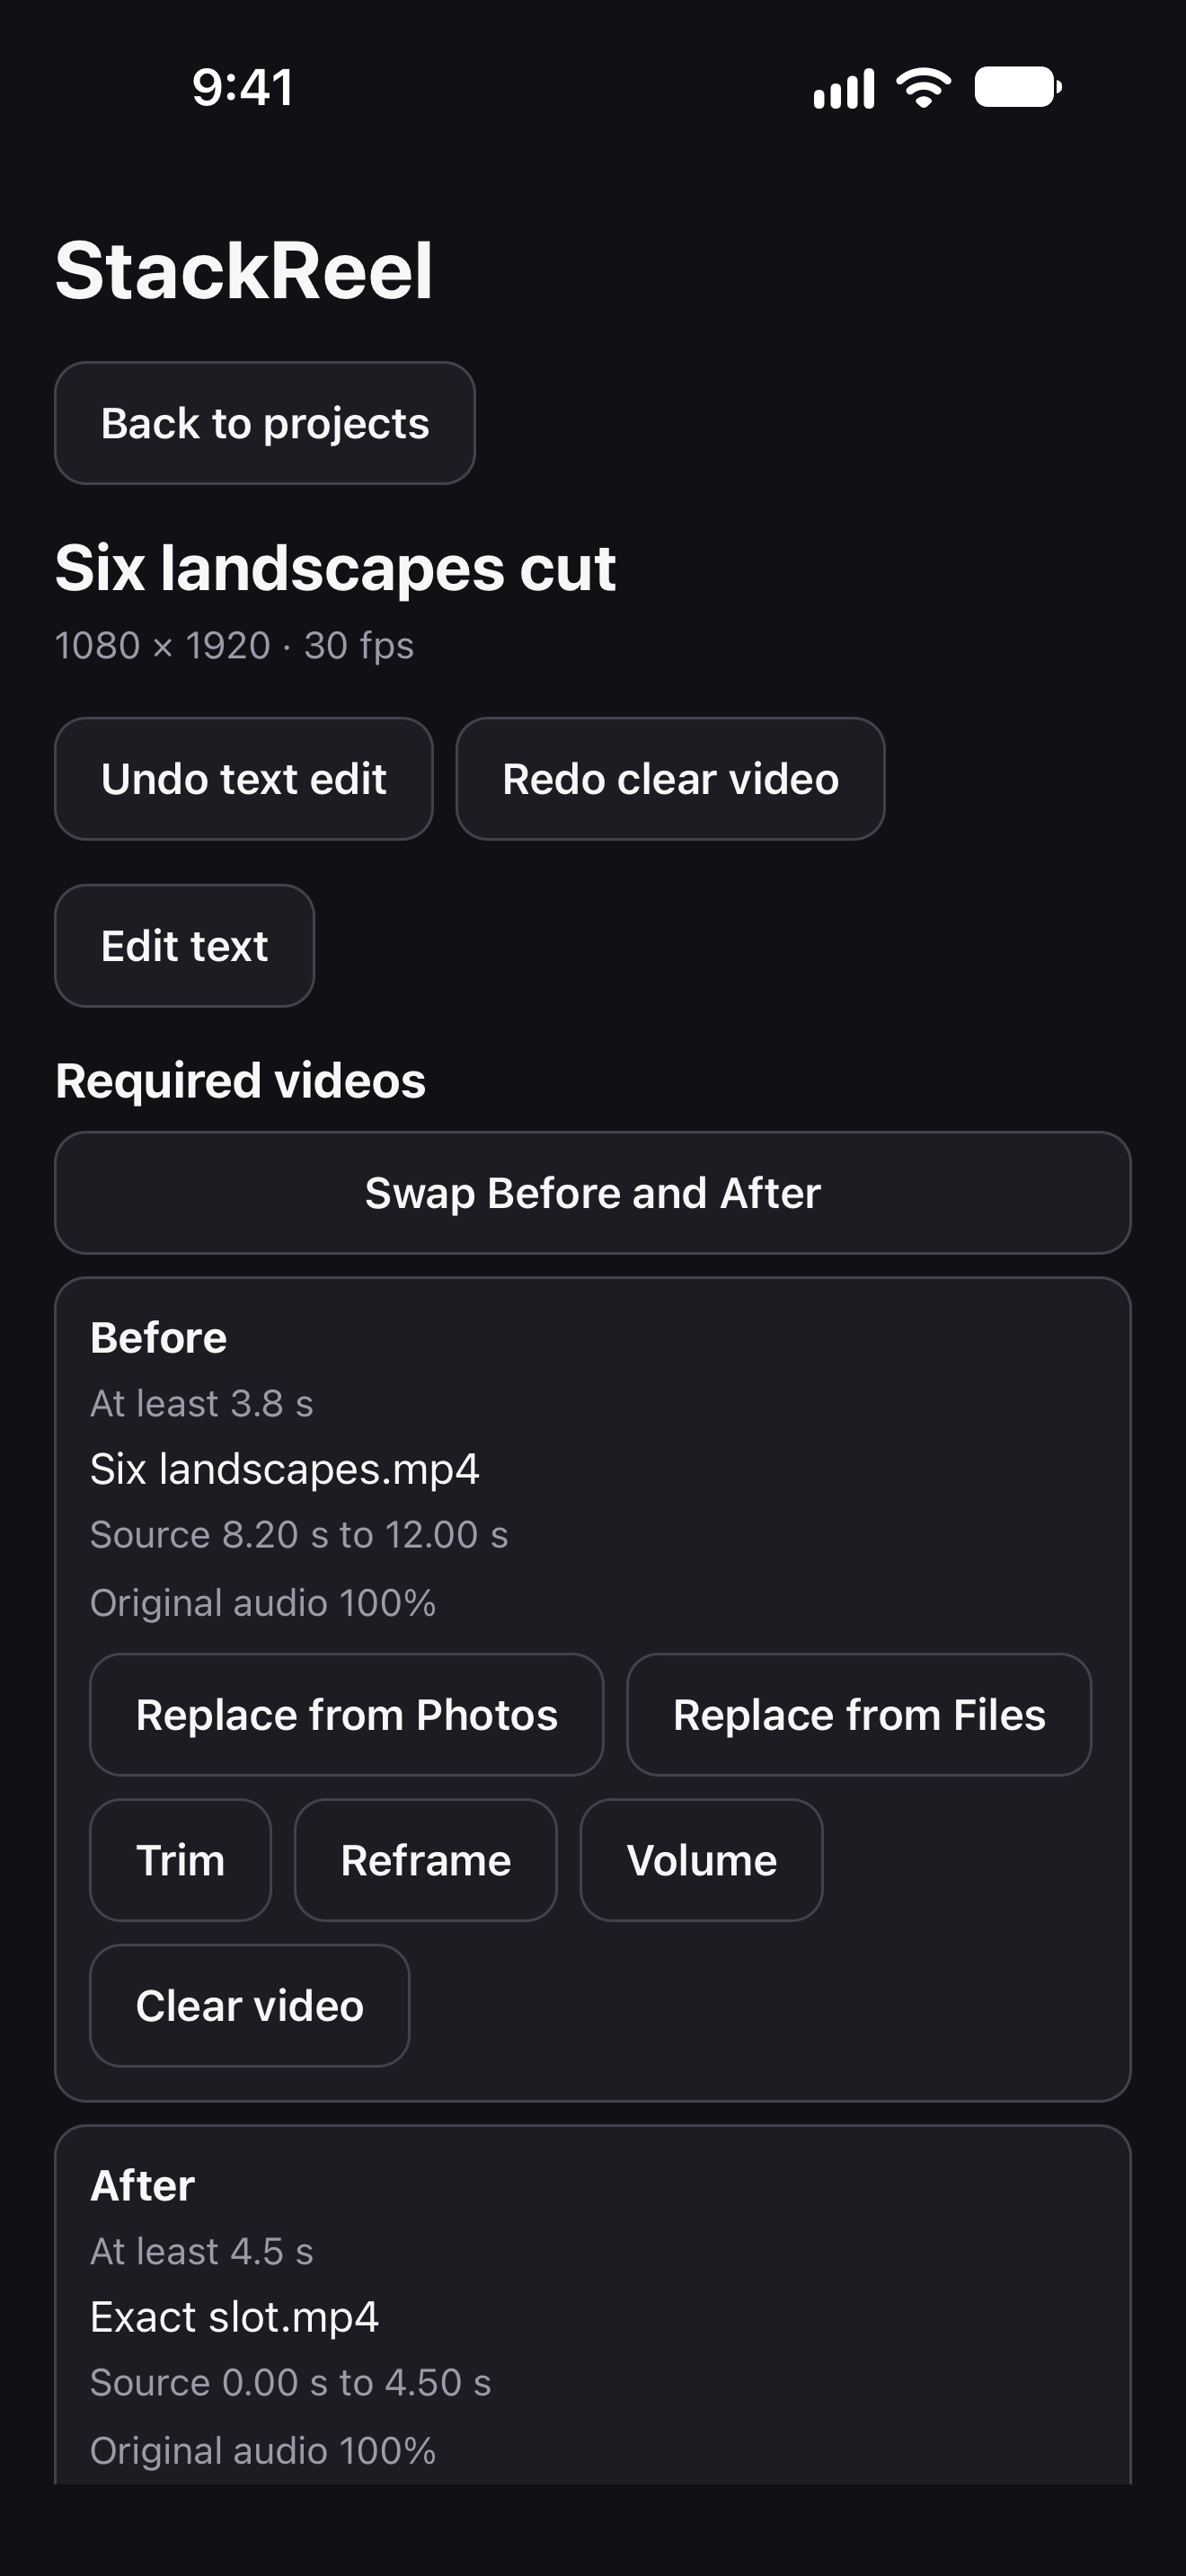 9:41
StackReel
Back to projects
Six landscapes cut
1080 × 1920 · 30 fps
Undo text edit
Redo clear video
Edit text
Required videos
Swap Before and After
Before
At least 3.8 s
Six landscapes.mp4
Source 8.20 s to 12.00 s
Original audio 100%
Replace from Photos
Replace from Files
Trim
Reframe
Volume
Clear video
After
At least 4.5 s
Exact slot.mp4
Source 0.00 s to 4.50 s
Original audio 100%